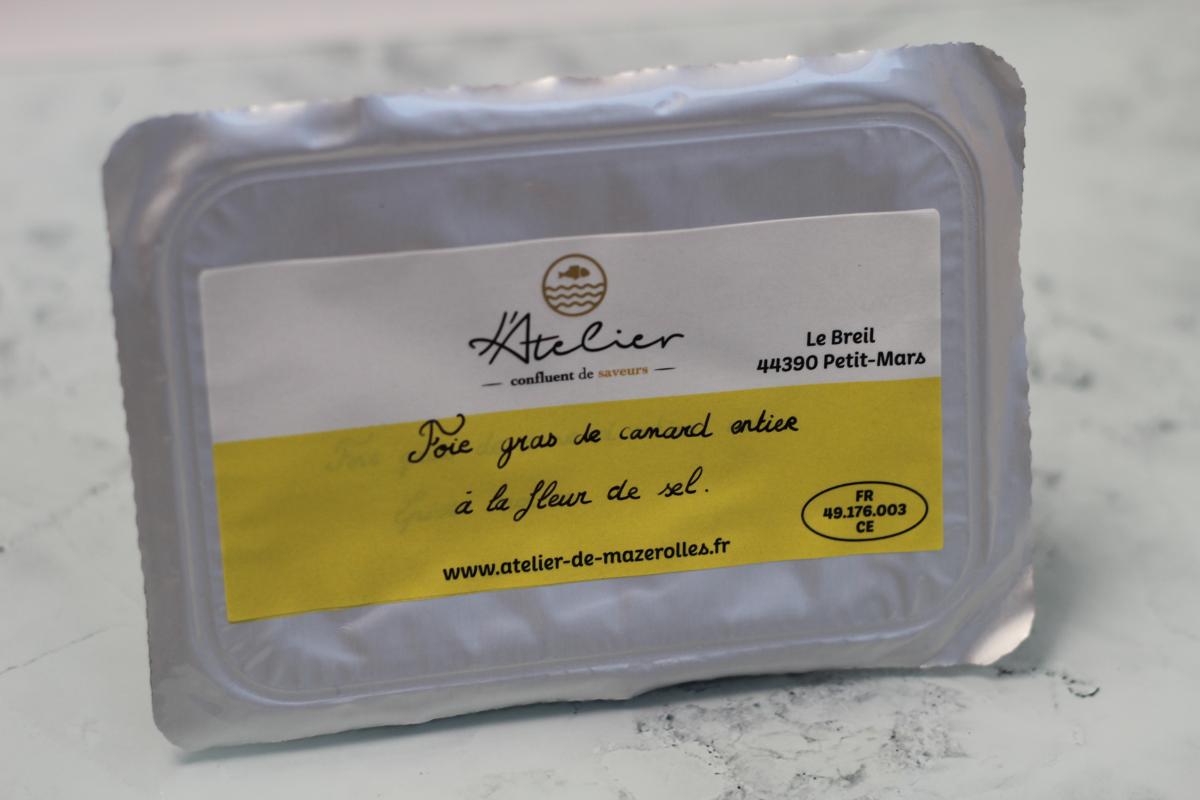 L'Atelier
confluent de saveurs
Le Breil
44390 Petit-Mars
Foie gras de canard entier
à la fleur de sel.
FR
49.176.003
CE
www.atelier-de-mazerolles.fr